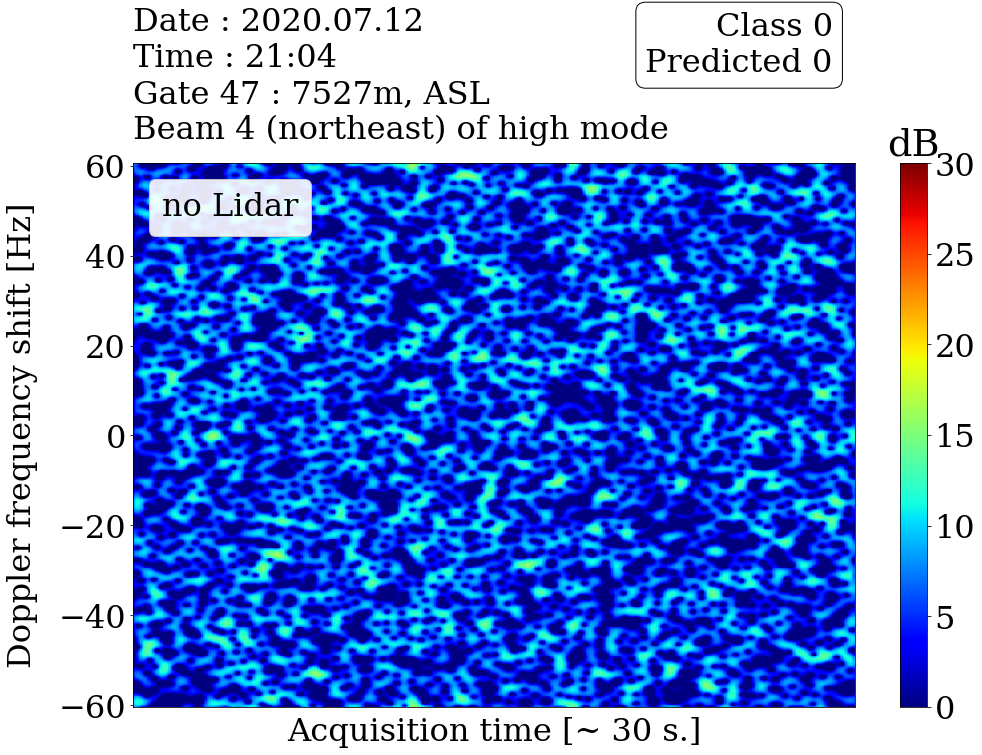 Date : 2020.07.12
Time : 21:04
Gate 47 : 7527m, ASL
Beam 4 (northeast) of high mode
Class 0
Predicted 0
dB
no Lidar
Doppler frequency shift [Hz]
60
40
20
0
−20
−40
−60
Acquisition time [~ 30 s.]
30
25
20
15
10
5
0